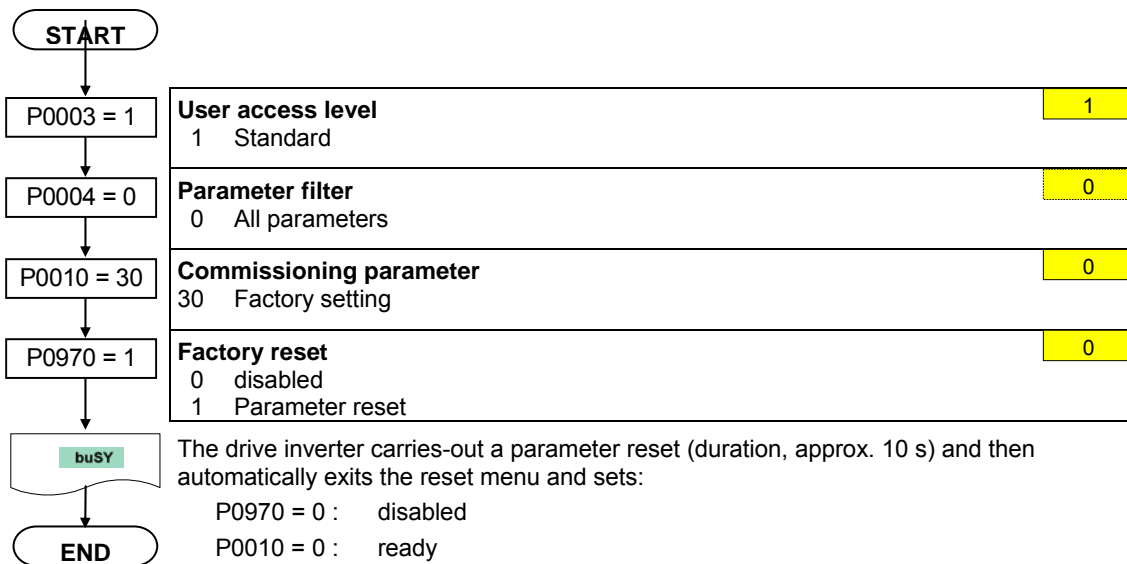 START
P0003 = 1
User access level
1
1 Standard
P0004 = 0
Parameter filter
0
0 All parameters
P0010 = 30
Commissioning parameter
0
30 Factory setting
P0970 = 1
Factory reset
0
0 disabled
1 Parameter reset
buSY
The drive inverter carries-out a parameter reset (duration, approx. 10 s) and then
automatically exits the reset menu and sets:
P0970 = 0 : disabled
END
P0010 = 0 : ready